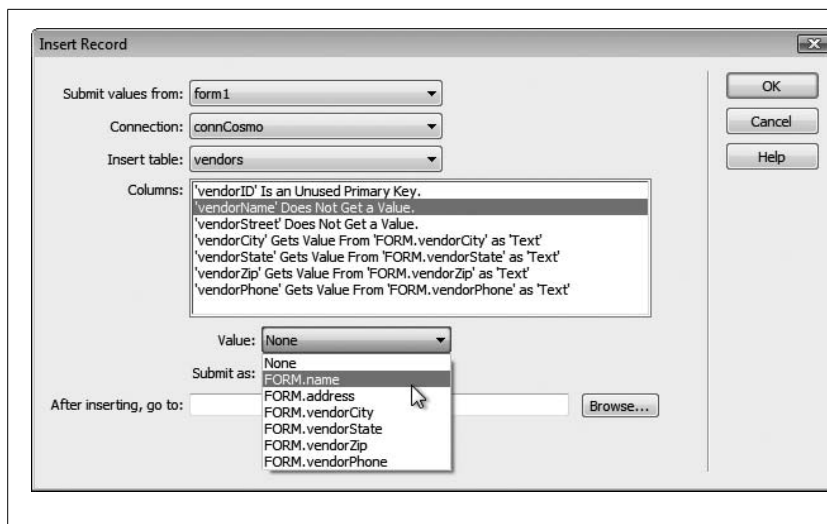 Insert Record
Submit values from: form1
OK
Connection: connCosmo
Cancel
Insert table: vendors
Help
Columns: 'vendorID' Is an Unused Primary Key.
'vendorName' Does Not Get a Value.
'vendorStreet' Does Not Get a Value.
'vendorCity' Gets Value From 'FORM.vendorCity' as 'Text'
'vendorState' Gets Value From 'FORM.vendorState' as 'Text'
'vendorZip' Gets Value From 'FORM.vendorZip' as 'Text'
'vendorPhone' Gets Value From 'FORM.vendorPhone' as 'Text'
Value: None
None
Submit as: FORM.name
FORM.address
After inserting, go to: Browse...
FORM.vendorCity
FORM.vendorState
FORM.vendorZip
FORM.vendorPhone